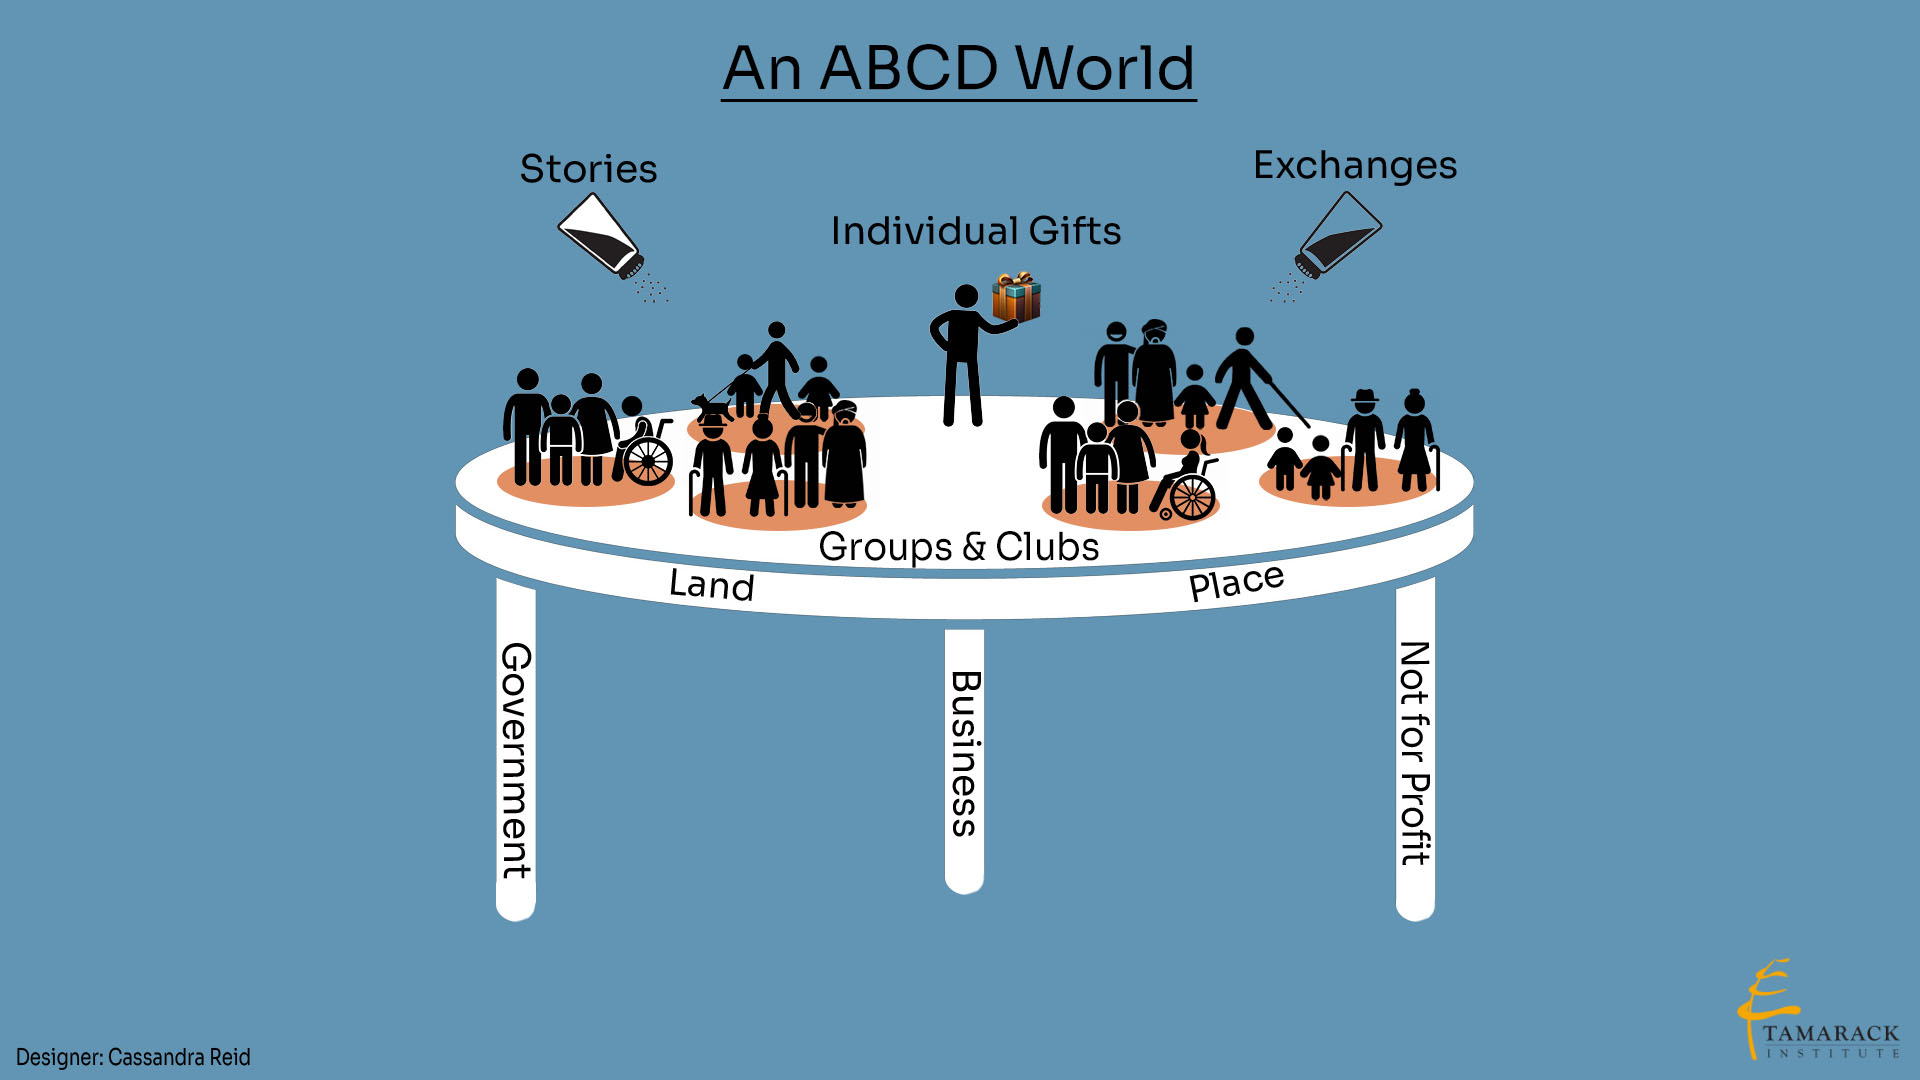 An ABCD World
Stories
Exchanges
Individual Gifts
Groups & Clubs
Land
Place
Government
Business
Not for Profit
TAMARACK
INSTITUTE
Designer: Cassandra Reid